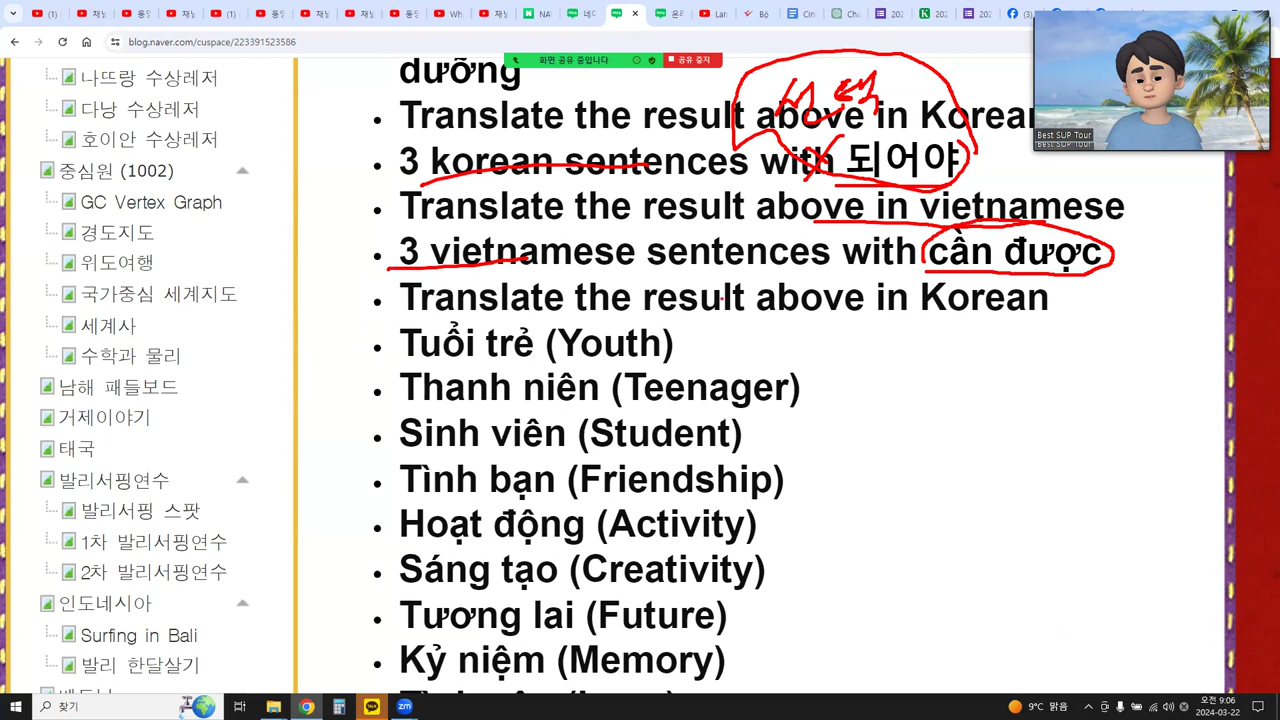 blog.naver.com/cuspace/223391523586
화면 공유 중입니다
공유 중지
나뜨랑 수상레저
다낭 수상레저
호이안 수상레저
중심원 (1002)
GC Vertex Graph
경도지도
위도여행
국가중심 세계지도
세계사
수학과 물리
남해 패들보드
거제이야기
태국
발리서핑연수
발리서핑 스팟
1차 발리서핑연수
2차 발리서핑연수
인도네시아
Surfing in Bali
발리 한달살기
dưỡng
Translate the result above in Korean
3 korean sentences with 되어야
Translate the result above in vietnamese
3 vietnamese sentences with cần được
Translate the result above in Korean
Tuổi trẻ (Youth)
Thanh niên (Teenager)
Sinh viên (Student)
Tình bạn (Friendship)
Hoạt động (Activity)
Sáng tạo (Creativity)
Tương lai (Future)
Kỷ niệm (Memory)
Best SUP Tour
찾기
9°C 맑음
오전 9:06
2024-03-22